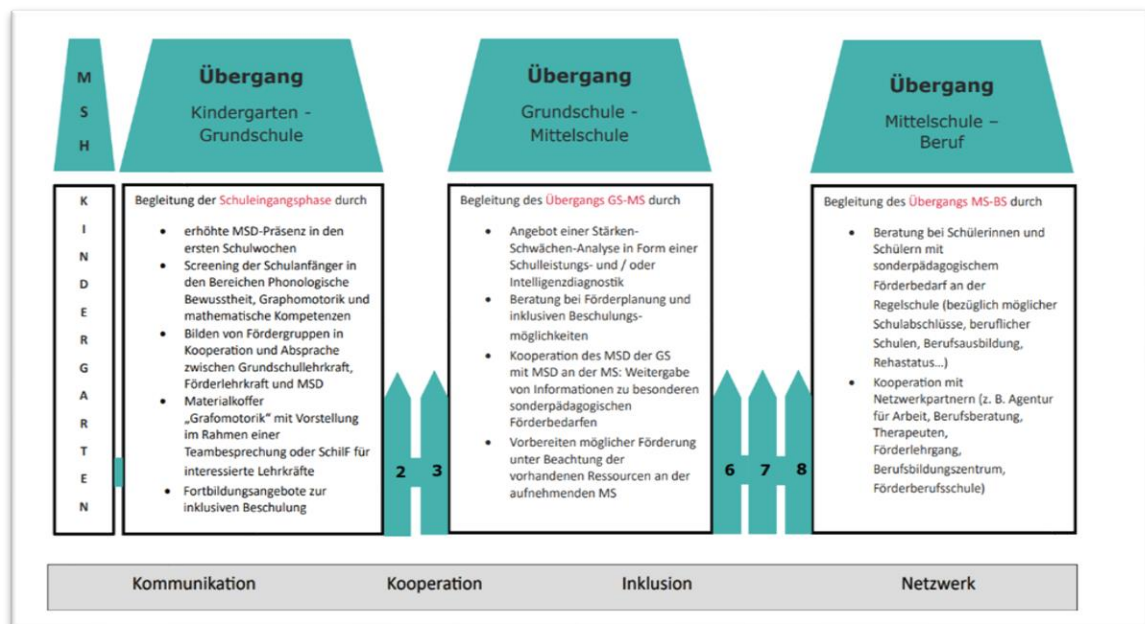 M
S
H
Übergang
Kindergarten -
Grundschule
Übergang
Grundschule -
Mittelschule
Übergang
Mittelschule –
Beruf
K
I
N
D
E
R
G
A
R
T
E
N
Begleitung der Schuleingangsphase durch
• erhöhte MSD-Präsenz in den
ersten Schulwochen
• Screening der Schulanfänger in
den Bereichen Phonologische
Bewusstheit, Graphomotorik und
mathematische Kompetenzen
• Bilden von Fördergruppen in
Kooperation und Absprache
zwischen Grundschullehrkraft,
Förderlehrkraft und MSD
• Materialkoffer
„Grafomotorik“ mit Vorstellung
im Rahmen einer
Teambesprechung oder SchilF für
interessierte Lehrkräfte
• Fortbildungsangebote zur
inklusiven Beschulung
2
3
Begleitung des Übergangs GS-MS durch
• Angebot einer Stärken-
Schwächen-Analyse in Form einer
Schulleistungs- und / oder
Intelligenzdiagnostik
• Beratung bei Förderplanung und
inklusiven Beschulungs-
möglichkeiten
• Kooperation des MSD der GS
mit MSD an der MS: Weitergabe
von Informationen zu besonderen
sonderpädagogischen
Förderbedarfen
• Vorbereiten möglicher Förderung
unter Beachtung der
vorhandenen Ressourcen an der
aufnehmenden MS
6
7
8
Begleitung des Übergangs MS-BS durch
• Beratung bei Schülerinnen und
Schülern mit
sonderpädagogischem
Förderbedarf an der
Regelschule (bezüglich möglicher
Schulabschlüsse, beruflicher
Schulen, Berufsausbildung,
Rehastatus...)
• Kooperation mit
Netzwerkpartnern (z. B. Agentur
für Arbeit, Berufsberatung,
Therapeuten,
Förderlehrgang,
Berufsbildungszentrum,
Förderberufsschule)
Kommunikation Kooperation Inklusion Netzwerk